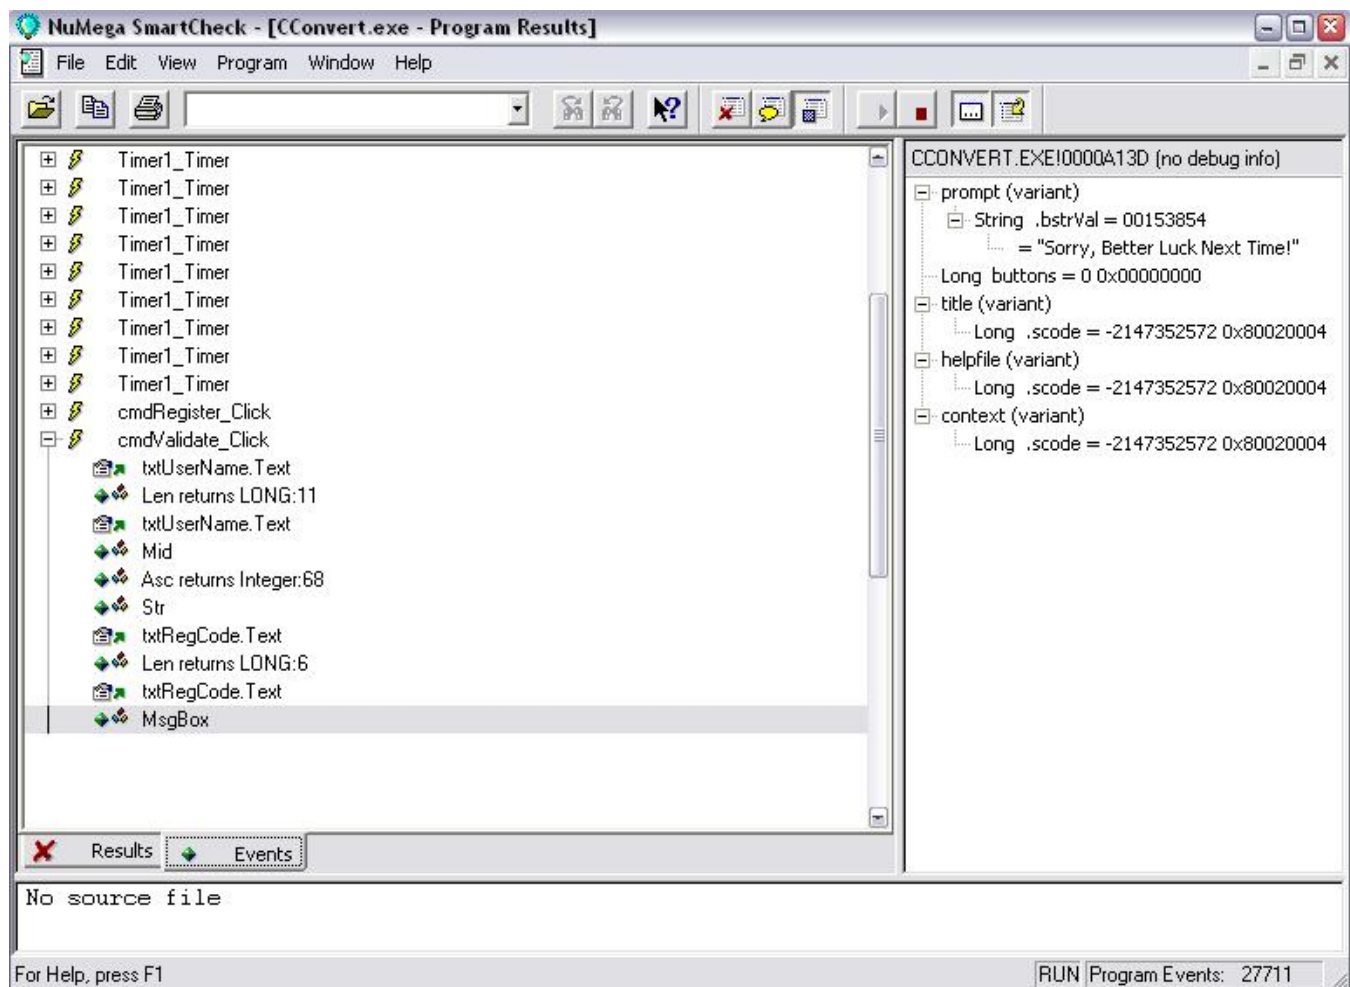 NuMega SmartCheck - [CConvert.exe - Program Results]
File Edit View Program Window Help
Timer1_Timer
Timer1_Timer
Timer1_Timer
Timer1_Timer
Timer1_Timer
Timer1_Timer
Timer1_Timer
Timer1_Timer
Timer1_Timer
cmdRegister_Click
cmdValidate_Click
txtUserName.Text
Len returns LONG:11
txtUserName.Text
Mid
Asc returns Integer:68
Str
txtRegCode.Text
Len returns LONG:6
txtRegCode.Text
MsgBox
Results Events
CCONVERT.EXE!0000A13D (no debug info)
prompt (variant)
String .bstrVal = 00153854
= "Sorry, Better Luck Next Time!"
Long buttons = 0 0x00000000
title (variant)
Long .scode = -2147352572 0x80020004
helpfile (variant)
Long .scode = -2147352572 0x80020004
context (variant)
Long .scode = -2147352572 0x80020004
No source file
For Help, press F1 RUN Program Events: 27711